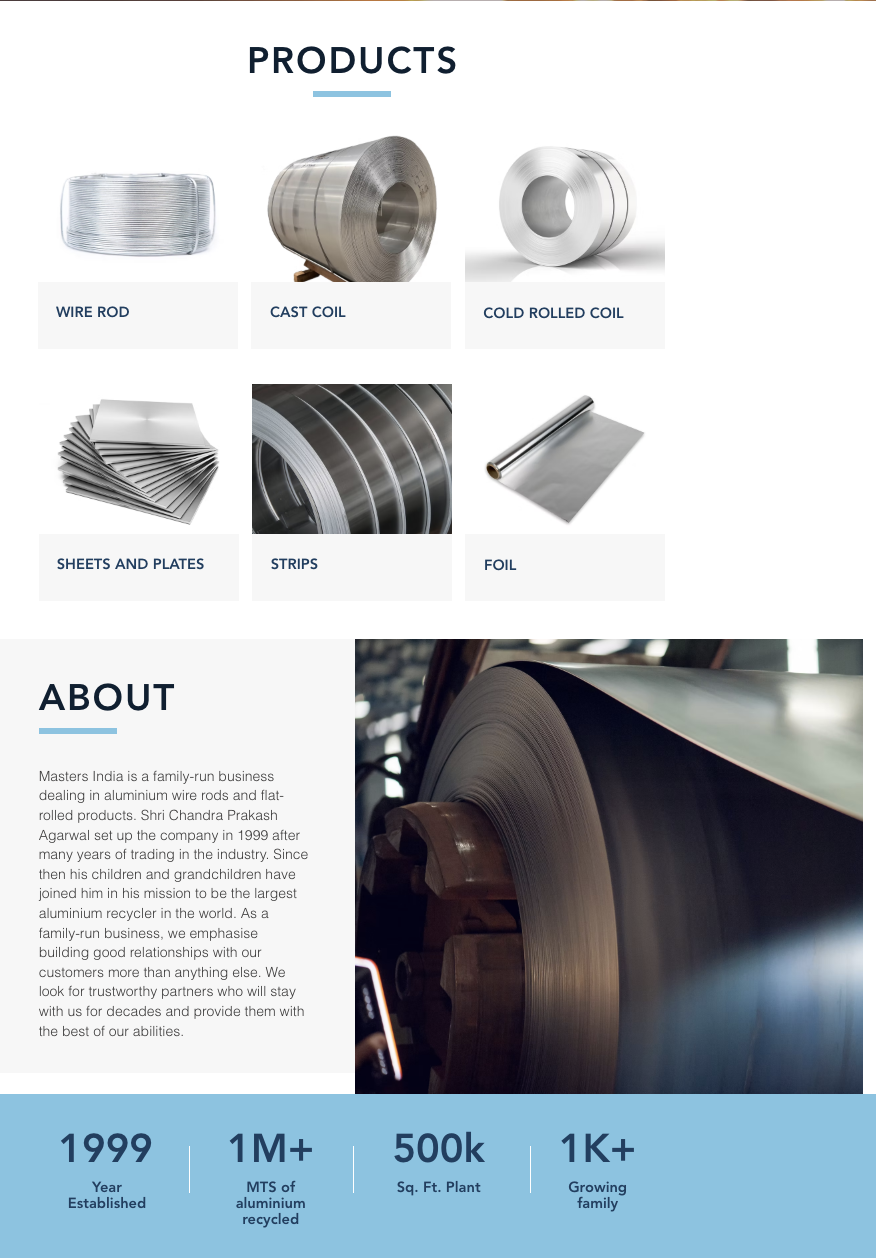 PRODUCTS
WIRE ROD
CAST COIL
COLD ROLLED COIL
SHEETS AND PLATES
STRIPS
FOIL
ABOUT
Masters India is a family-run business
dealing in aluminium wire rods and flat-
rolled products. Shri Chandra Prakash
Agarwal set up the company in 1999 after
many years of trading in the industry. Since
then his children and grandchildren have
joined him in his mission to be the largest
aluminium recycler in the world. As a
family-run business, we emphasise
building good relationships with our
customers more than anything else. We
look for trustworthy partners who will stay
with us for decades and provide them with
the best of our abilities.
1999
Year
Established
1M+
MTS of
aluminium
recycled
500k
Sq. Ft. Plant
1K+
Growing
family